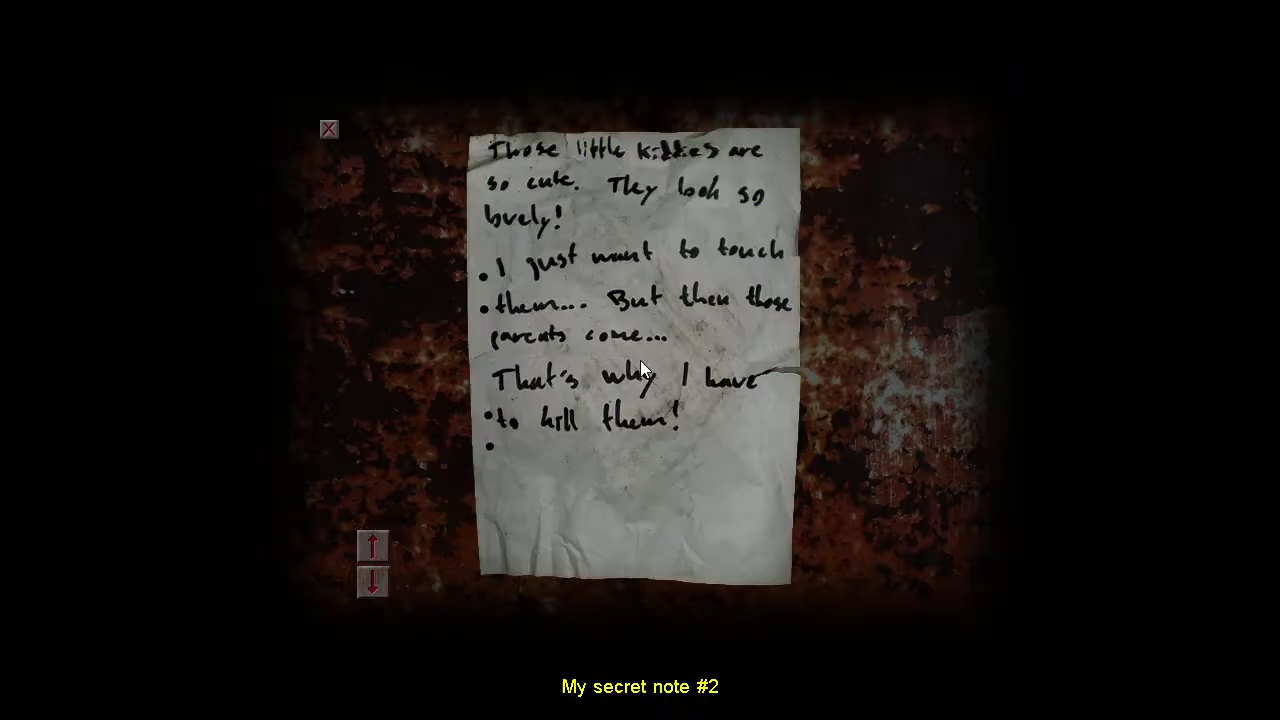 Those little kiddies are
so cute. They look so
lovely!
I just want to touch
them... But then those
parents come...
That's why I have
to kill them!
My secret note #2